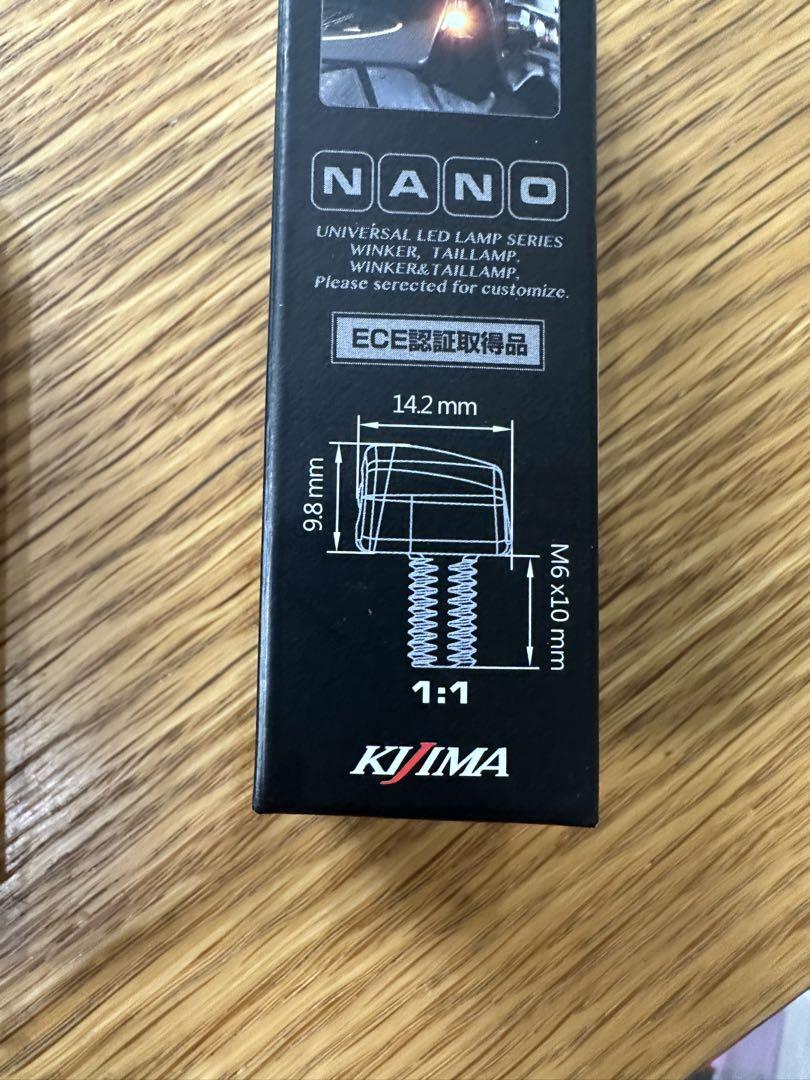 NANO
UNIVERSAL LED LAMP SERIES
WINKER, TAILLAMP,
WINKER&TAILLAMP,
Please serected for customize.
ECE認証取得品
14.2 mm
9.8 mm
M6 x10 mm
1:1
KIJIMA